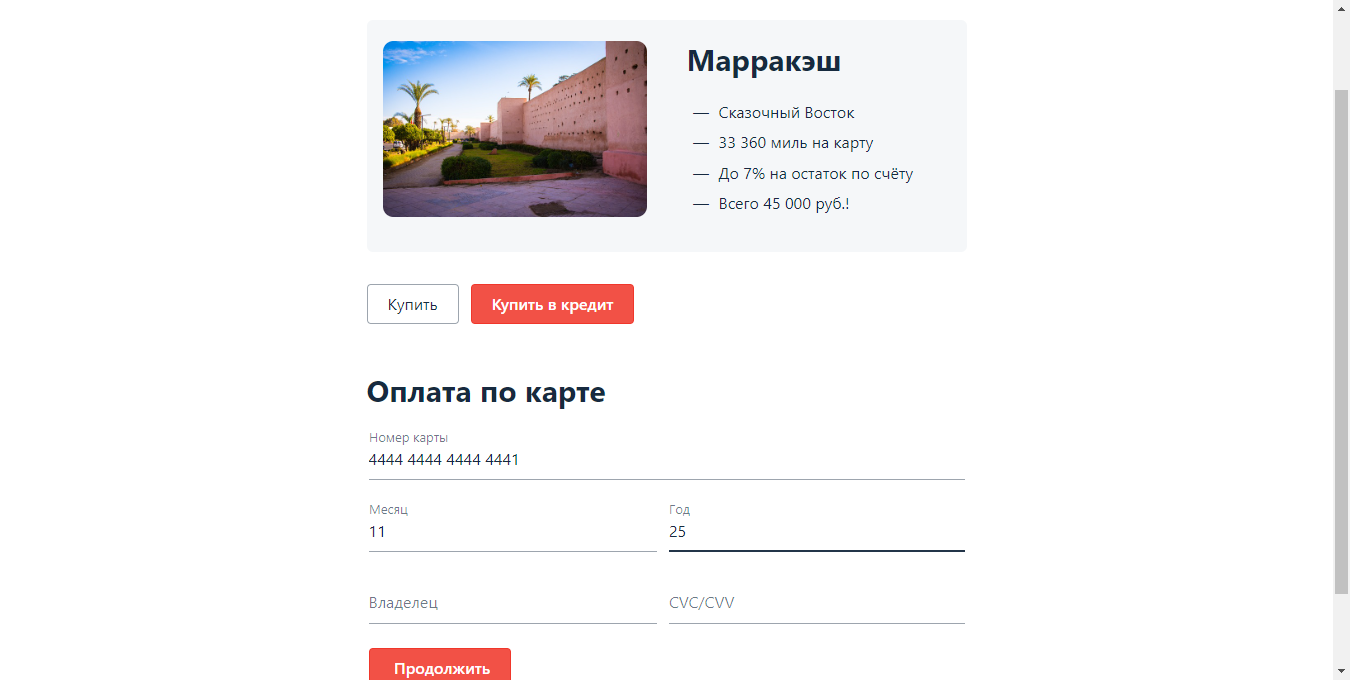 Марракэш
— Сказочный Восток
— 33 360 миль на карту
— До 7% на остаток по счёту
— Всего 45 000 руб.!
Купить Купить в кредит
Оплата по карте
Номер карты
4444 4444 4444 4441
Месяц Год
11 25
Владелец CVC/CVV
Продолжить